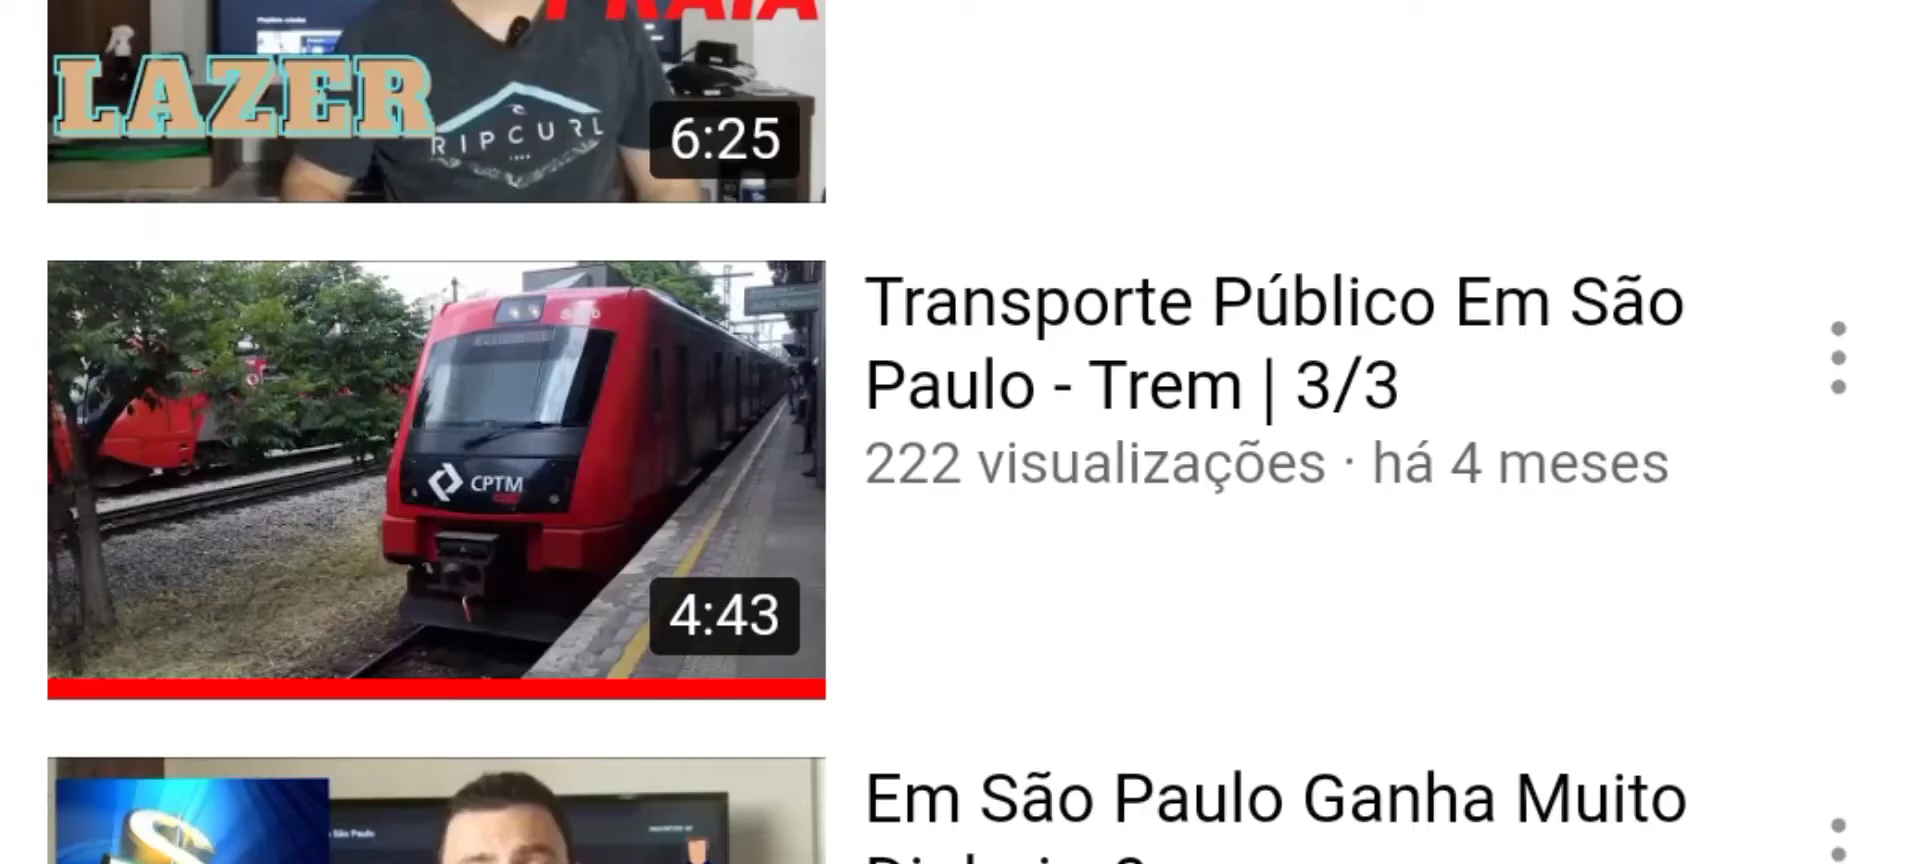 LAZER
RIPCURL
6:25
Transporte Público Em São
Paulo - Trem | 3/3
222 visualizações · há 4 meses
CPTM
4:43
Em São Paulo Ganha Muito